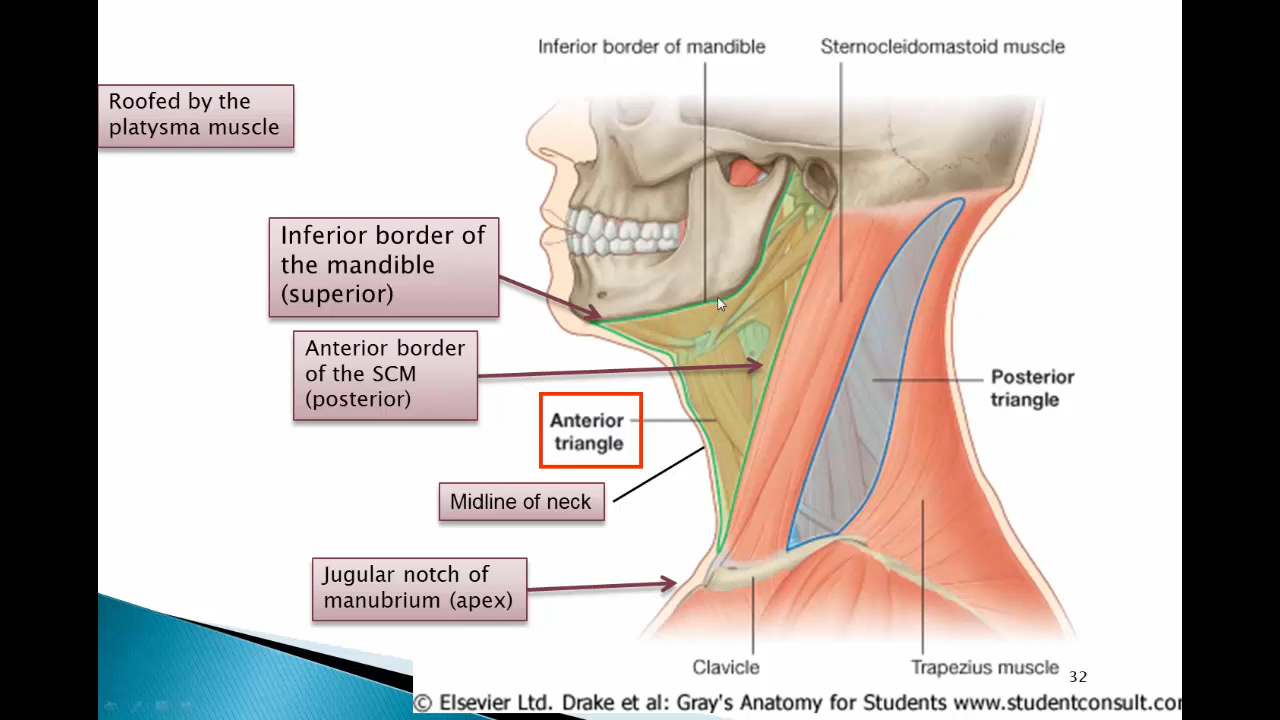 Inferior border of mandible
Sternocleidomastoid muscle
Roofed by the
platysma muscle
Inferior border of
the mandible
(superior)
Anterior border
of the SCM
(posterior)
Anterior
triangle
Posterior
triangle
Midline of neck
Jugular notch of
manubrium (apex)
Clavicle
Trapezius muscle
32
© Elsevier Ltd. Drake et al: Gray's Anatomy for Students www.studentconsult.co